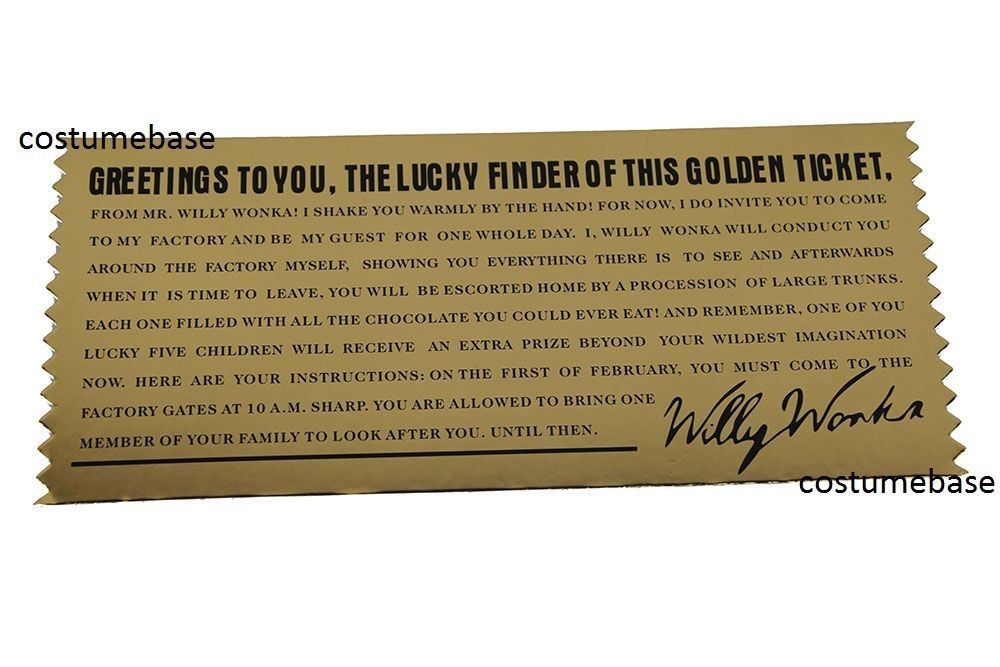 costumebase
GREETINGS TO YOU, THE LUCKY FINDER OF THIS GOLDEN TICKET,
FROM MR. WILLY WONKA! I SHAKE YOU WARMLY BY THE HAND! FOR NOW, I DO INVITE YOU TO COME
TO MY FACTORY AND BE MY GUEST FOR ONE WHOLE DAY. I, WILLY WONKA WILL CONDUCT YOU
AROUND THE FACTORY MYSELF, SHOWING YOU EVERYTHING THERE IS TO SEE AND AFTERWARDS
WHEN IT IS TIME TO LEAVE, YOU WILL BE ESCORTED HOME BY A PROCESSION OF LARGE TRUNKS.
EACH ONE FILLED WITH ALL THE CHOCOLATE YOU COULD EVER EAT! AND REMEMBER, ONE OF YOU
LUCKY FIVE CHILDREN WILL RECEIVE AN EXTRA PRIZE BEYOND YOUR WILDEST IMAGINATION
NOW. HERE ARE YOUR INSTRUCTIONS: ON THE FIRST OF FEBRUARY, YOU MUST COME TO THE
FACTORY GATES AT 10 A.M. SHARP. YOU ARE ALLOWED TO BRING ONE
MEMBER OF YOUR FAMILY TO LOOK AFTER YOU. UNTIL THEN.
Willy Wonka
costumebase